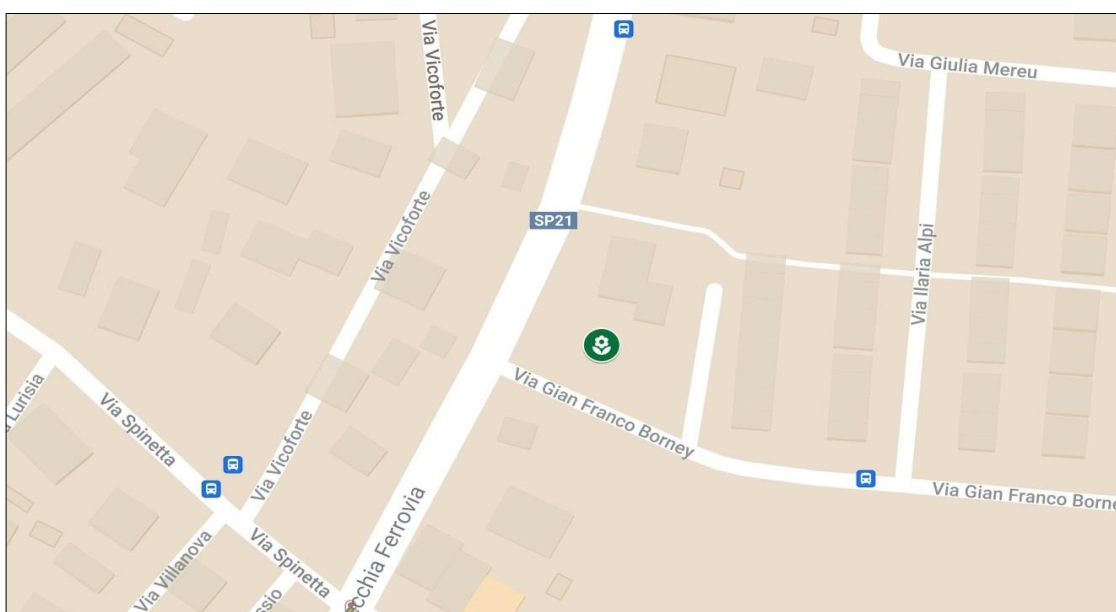 Via Vicoforte
Via Giulia Mereu
Via Vicoforte
SP21
Via Ilaria Alpi
Lurisia
Via Spinetta
Via Gian Franco Borney
Via Vicoforte
Via Gian Franco Borne
Via Villanova
Via Spinetta
ssio
cchia Ferrovia